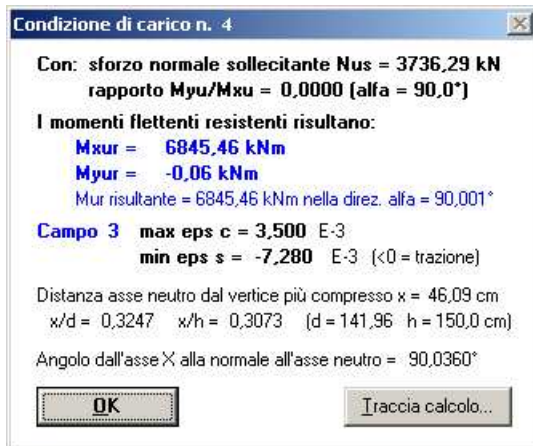 Condizione di carico n. 4
Con: sforzo normale sollecitante Nus = 3736,29 kN
rapporto Myu/Mxu = 0,0000 (alfa = 90,0°)
I momenti flettenti resistenti risultano:
Mxur = 6845,46 kNm
Myur = -0,06 kNm
Mur risultante = 6845,46 kNm nella direz. alfa = 90,001°
Campo 3 max eps c = 3,500 E-3
min eps s = -7,280 E-3 (<0 = trazione)
Distanza asse neutro dal vertice più compresso x = 46,09 cm
x/d = 0,3247 x/h = 0,3073 (d = 141,96 h = 150,0 cm)
Angolo dall'asse X alla normale all'asse neutro = 90,0360°
OK Traccia calcolo...